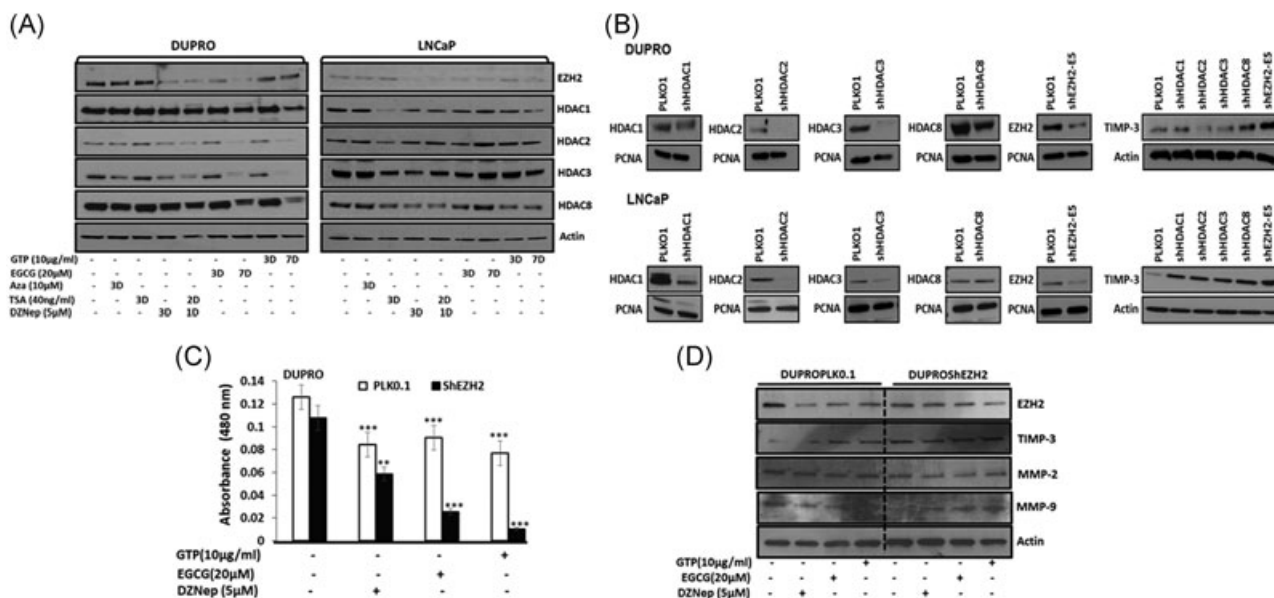 (A)
DUPRO LNCaP
EZH2
HDAC1
HDAC2
HDAC3
HDAC8
Actin
GTP (10µg/ml) - - - - - - - 3D 7D - - - - - - - 3D 7D
EGCG (20µM) - - - - - 3D 7D - - - - - - - 3D 7D - -
Aza (10µM) - 3D - - - - - - - - 3D - - - - - - -
TSA (40ng/ml) - - 3D - 2D - - - - - - 3D - 2D - - - -
DZNep (5µM) - - - 3D 1D - - - - - - - 3D 1D - - - -
(B)
DUPRO
PLKO1 shHDAC1 PLKO1 shHDAC2 PLKO1 shHDAC3 PLKO1 shHDAC8 PLKO1 shEZH2-E5 PLKO1 shHDAC1 shHDAC2 shHDAC3 shHDAC8 shEZH2-E5
HDAC1 HDAC2 HDAC3 HDAC8 EZH2 TIMP-3
PCNA PCNA PCNA PCNA PCNA Actin
LNCaP
PLKO1 shHDAC1 PLKO1 shHDAC2 PLKO1 shHDAC3 PLKO1 shHDAC8 PLKO1 shEZH2-E5 PLKO1 shHDAC1 shHDAC2 shHDAC3 shHDAC8 shEZH2-E5
HDAC1 HDAC2 HDAC3 HDAC8 EZH2 TIMP-3
PCNA PCNA PCNA PCNA PCNA Actin
(C)
DUPRO
PLK0.1 ShEZH2
Absorbance (480 nm)
0.14
0.12
0.1
0.08
0.06
0.04
0.02
0
*** ** *** *** *** ***
GTP(10µg/ml) - - - +
EGCG(20µM) - - + -
DZNep (5µM) - + - -
(D)
DUPROPLK0.1 DUPROShEZH2
EZH2
TIMP-3
MMP-2
MMP-9
Actin
GTP(10µg/ml) - - - + - - - +
EGCG(20µM) - - + - - - + -
DZNep (5µM) - + - - - + - -